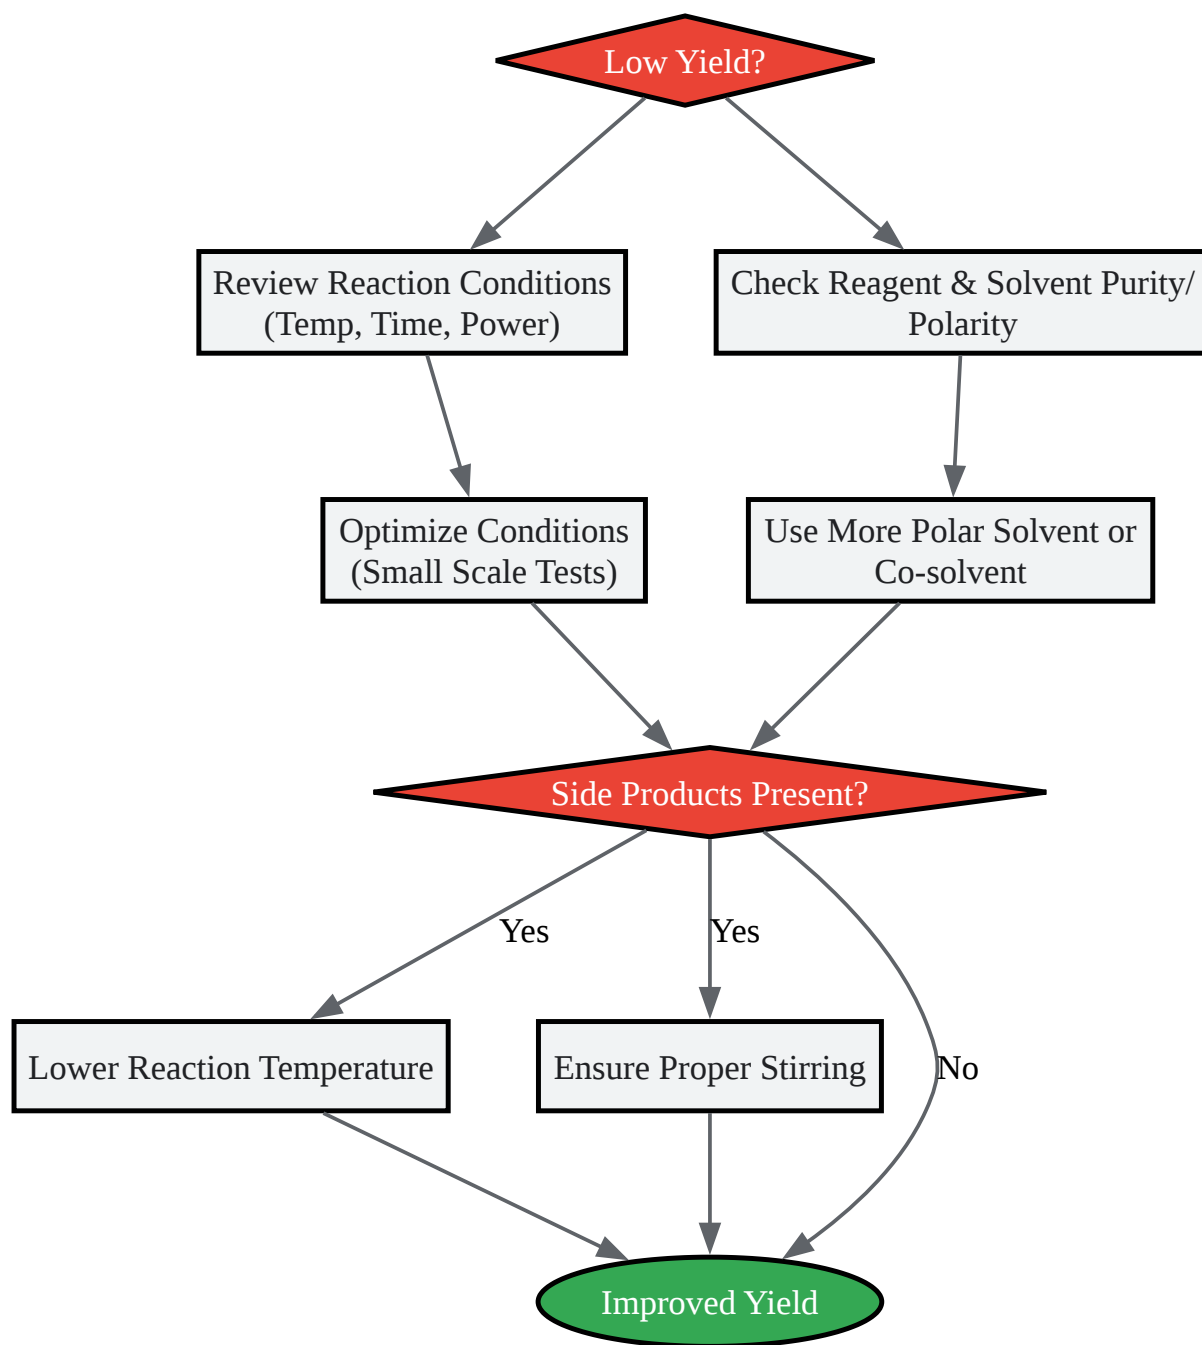 Low Yield?
Review Reaction Conditions
(Temp, Time, Power)
Check Reagent & Solvent Purity/
Polarity
Optimize Conditions
(Small Scale Tests)
Use More Polar Solvent or
Co-solvent
Side Products Present?
Yes
Yes
No
Lower Reaction Temperature
Ensure Proper Stirring
Improved Yield